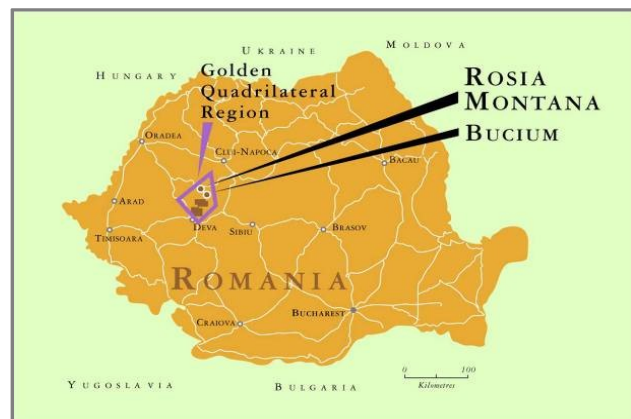 UKRAINE
MOLDOVA
HUNGARY
Golden
Quadrilateral
Region
ROSIA
MONTANA
BUCIUM
ORADEA
CLUJ-NAPOCA
BACAU
ARAD
TIMISOARA
DEVA
SIBIU
BRASOV
ROMANIA
BUCHAREST
CRAIOVA
0 100
Kilometres
YUGOSLAVIA
BULGARIA